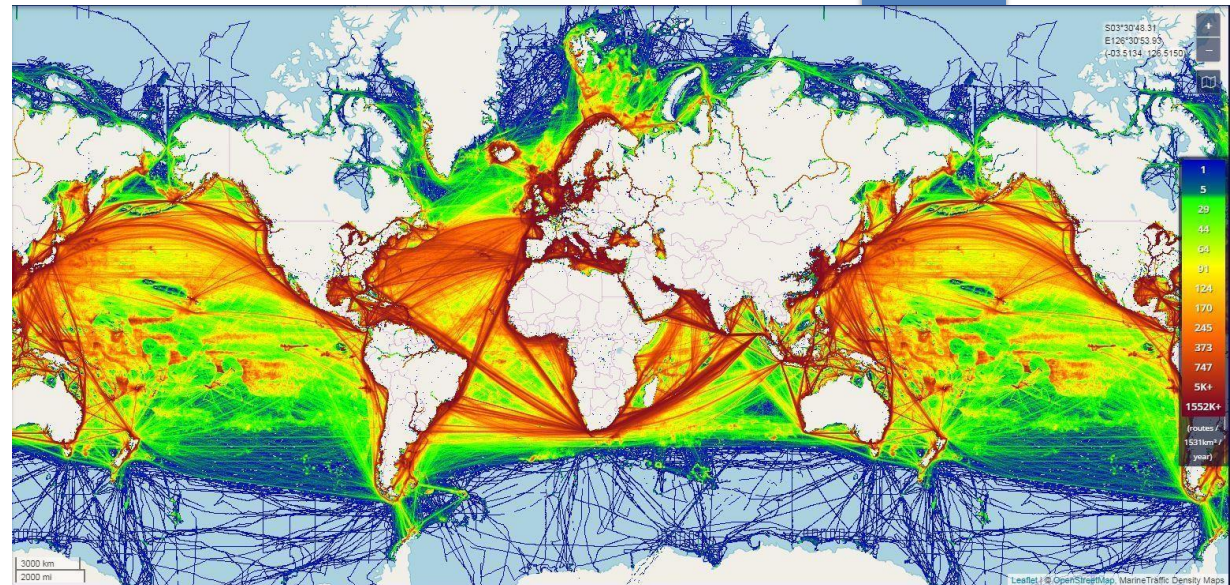 S03°30'48.31
E126°30'53.93
(-03.5134, 126.5150)
+
−
1
5
29
44
64
91
124
170
245
373
747
5K+
1552K+
(routes /
1531km² /
year)
3000 km
2000 mi
Leaflet | © OpenStreetMap, MarineTraffic Density Maps